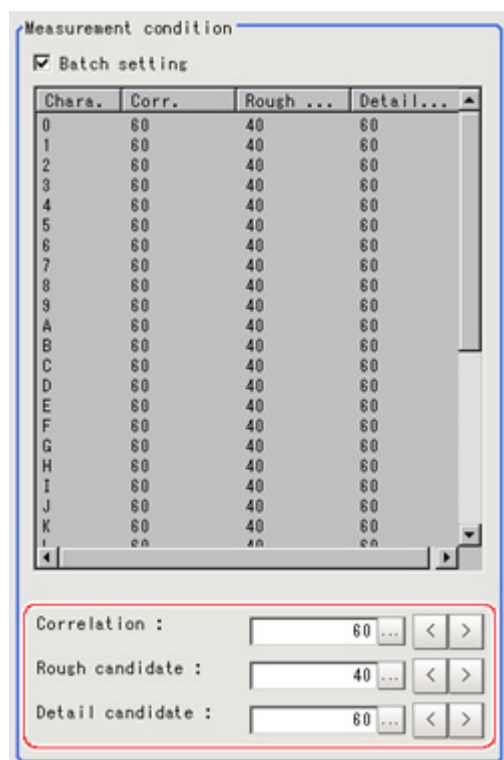 Measurement condition
Batch setting
Chara. Corr. Rough ... Detail...
0 60 40 60
1 60 40 60
2 60 40 60
3 60 40 60
4 60 40 60
5 60 40 60
6 60 40 60
7 60 40 60
8 60 40 60
9 60 40 60
A 60 40 60
B 60 40 60
C 60 40 60
D 60 40 60
E 60 40 60
F 60 40 60
G 60 40 60
H 60 40 60
I 60 40 60
J 60 40 60
K 60 40 60
Correlation : 60 ... < >
Rough candidate : 40 ... < >
Detail candidate : 60 ... < >